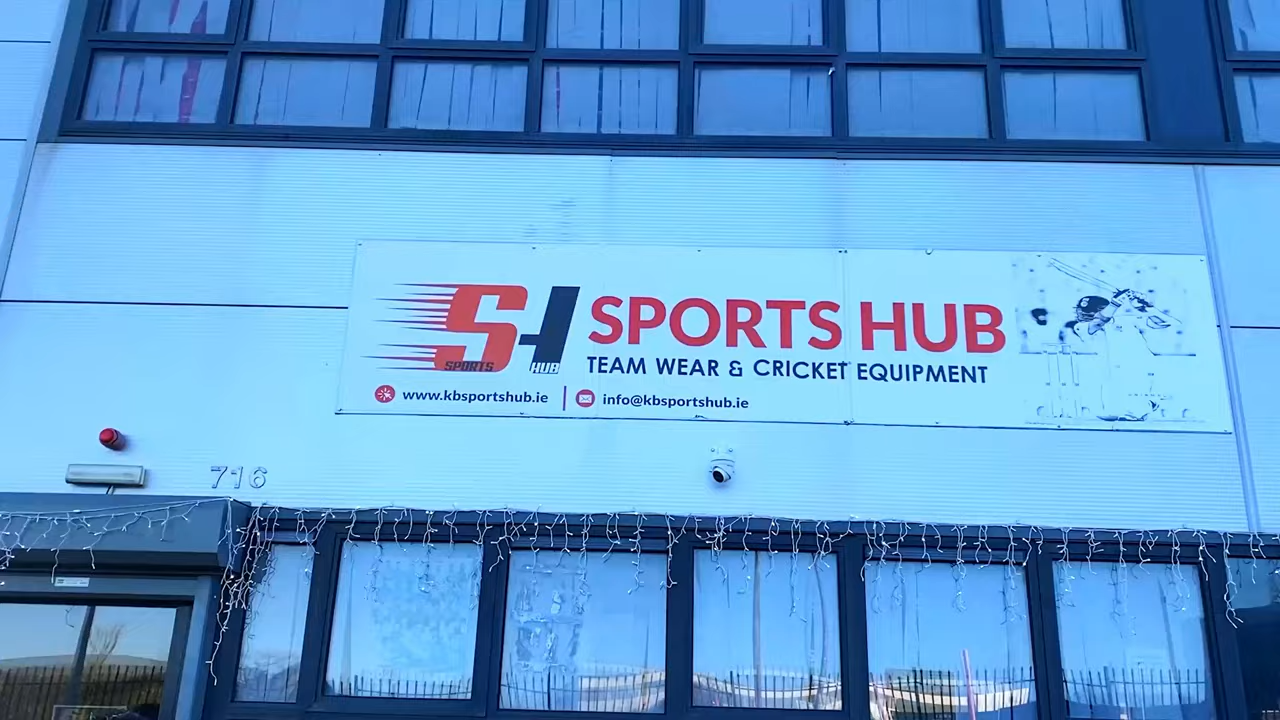 SH SPORTS HUB
SPORTS HUB
TEAM WEAR & CRICKET EQUIPMENT
www.kbsportshub.ie | info@kbsportshub.ie
716